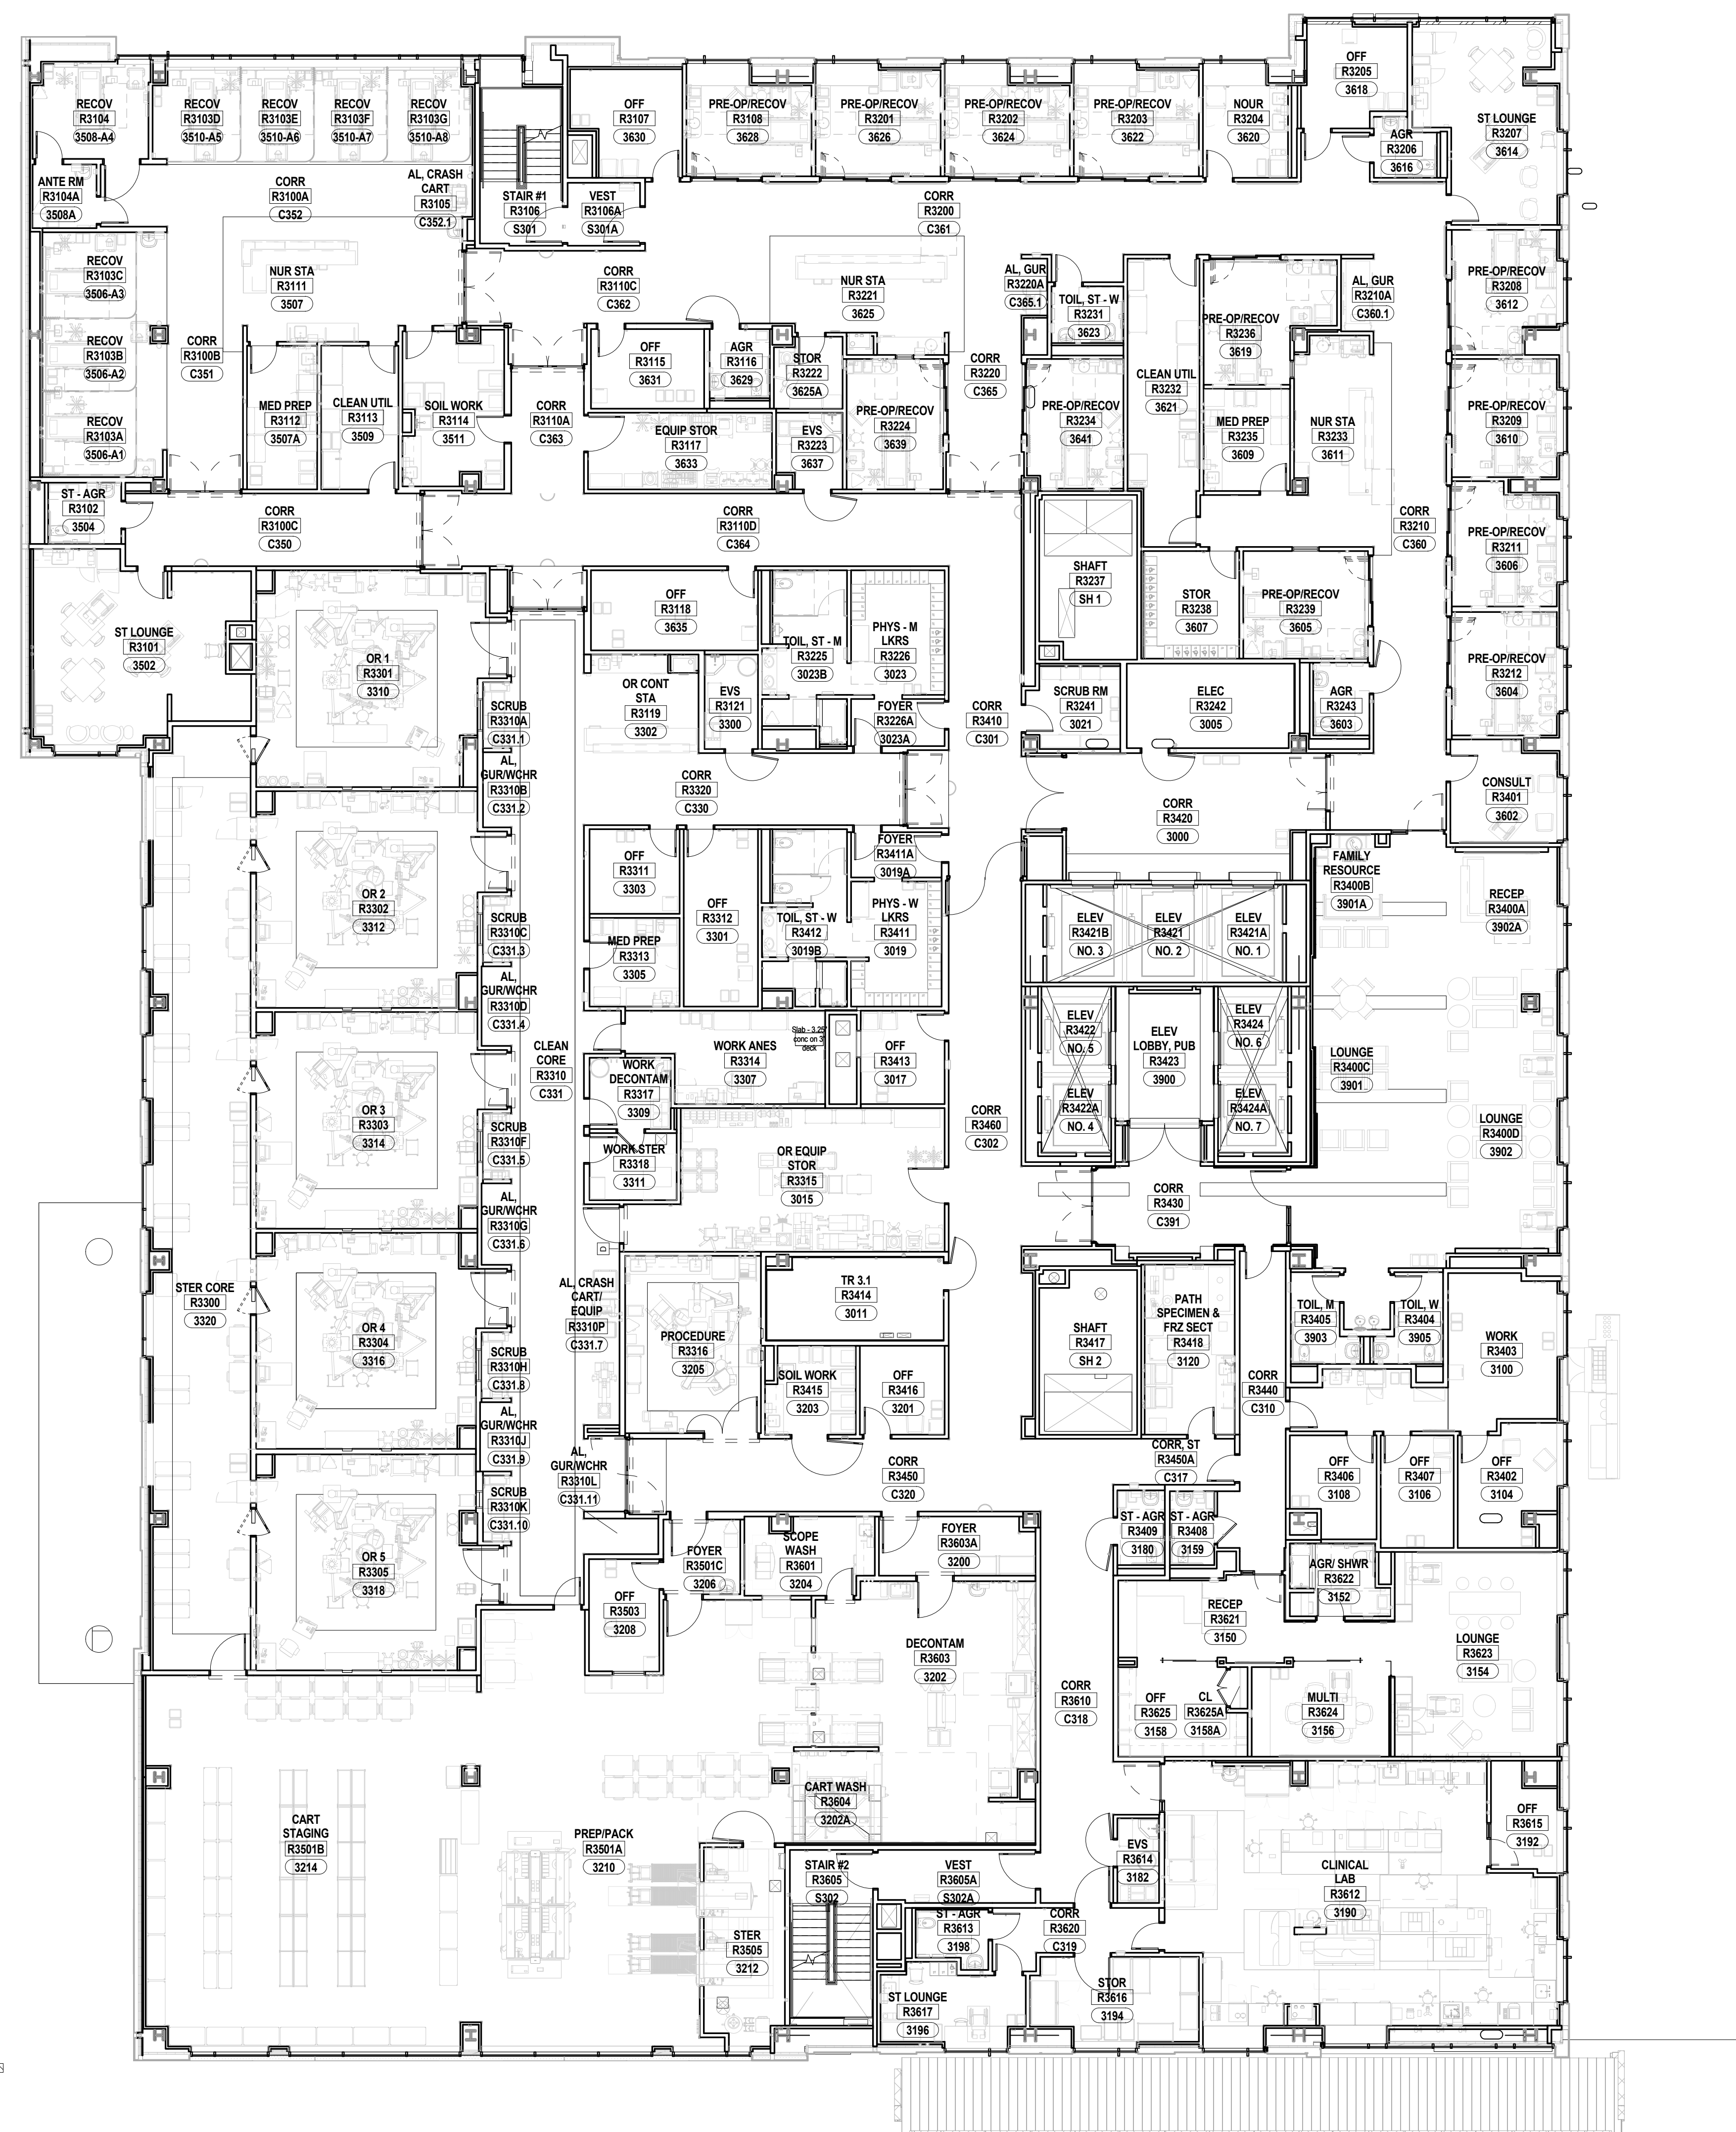 OFF
R3205
3618
RECOV
R3104
3508-A4
RECOV
R3103D
3510-A5
RECOV
R3103E
3510-A6
RECOV
R3103F
3510-A7
RECOV
R3103G
3510-A8
OFF
R3107
3630
PRE-OP/RECOV
R3108
3628
PRE-OP/RECOV
R3201
3626
PRE-OP/RECOV
R3202
3624
PRE-OP/RECOV
R3203
3622
NOUR
R3204
3620
AGR
R3206
3616
ST LOUNGE
R3207
3614
ANTE RM
R3104A
3508A
CORR
R3100A
C352
AL, CRASH
CART
R3105
C352.1
STAIR #1
R3106
S301
VEST
R3106A
S301A
CORR
R3200
C361
RECOV
R3103C
3506-A3
NUR STA
R3111
3507
CORR
R3110C
C362
NUR STA
R3221
3625
AL, GUR
R3220A
C365.1
TOIL, ST - W
R3231
3623
PRE-OP/RECOV
R3236
3619
AL, GUR
R3210A
C360.1
PRE-OP/RECOV
R3208
3612
RECOV
R3103B
3506-A2
CORR
R3100B
C351
OFF
R3115
3631
AGR
R3116
3629
STOR
R3222
3625A
CORR
R3220
C365
CLEAN UTIL
R3232
3621
RECOV
R3103A
3506-A1
MED PREP
R3112
3507A
CLEAN UTIL
R3113
3509
SOIL WORK
R3114
3511
CORR
R3110A
C363
EQUIP STOR
R3117
3633
EVS
R3223
3637
PRE-OP/RECOV
R3224
3639
PRE-OP/RECOV
R3234
3641
MED PREP
R3235
3609
NUR STA
R3233
3611
PRE-OP/RECOV
R3209
3610
ST - AGR
R3102
3504
CORR
R3100C
C350
CORR
R3110D
C364
CORR
R3210
C360
PRE-OP/RECOV
R3211
3606
SHAFT
R3237
SH 1
STOR
R3238
3607
PRE-OP/RECOV
R3239
3605
ST LOUNGE
R3101
3502
OR 1
R3301
3310
OFF
R3118
3635
TOIL, ST - M
R3225
3023B
PHYS - M
LKRS
R3226
3023
PRE-OP/RECOV
R3212
3604
SCRUB
R3310A
C331.1
OR CONT
STA
R3119
3302
EVS
R3121
3300
FOYER
R3226A
3023A
CORR
R3410
C301
SCRUB RM
R3241
3021
ELEC
R3242
3005
AGR
R3243
3603
AL,
GUR/WCHR
R3310B
C331.2
CORR
R3320
C330
CORR
R3420
3000
CONSULT
R3401
3602
OR 2
R3302
3312
OFF
R3311
3303
OFF
R3312
3301
FOYER
R3411A
3019A
TOIL, ST - W
R3412
3019B
PHYS - W
LKRS
R3411
3019
FAMILY
RESOURCE
R3400B
3901A
RECEP
R3400A
3902A
SCRUB
R3310C
C331.3
MED PREP
R3313
3305
ELEV
R3421B
NO. 3
ELEV
R3421
NO. 2
ELEV
R3421A
NO. 1
AL,
GUR/WCHR
R3310D
C331.4
CLEAN
CORE
R3310
C331
WORK ANES
R3314
3307
Slab - 3.25"
conc on 3"
deck
OFF
R3413
3017
ELEV
R3422
NO. 5
ELEV
LOBBY, PUB
R3423
3900
ELEV
R3424
NO. 6
LOUNGE
R3400C
3901
OR 3
R3303
3314
WORK
DECONTAM
R3317
3309
ELEV
R3422A
NO. 4
ELEV
R3424A
NO. 7
LOUNGE
R3400D
3902
SCRUB
R3310F
C331.5
WORK STER
R3318
3311
OR EQUIP
STOR
R3315
3015
CORR
R3460
C302
CORR
R3430
C391
AL,
GUR/WCHR
R3310G
C331.6
STER CORE
R3300
3320
OR 4
R3304
3316
AL, CRASH
CART/
EQUIP
R3310P
C331.7
PROCEDURE
R3316
3205
TR 3.1
R3414
3011
SHAFT
R3417
SH 2
PATH
SPECIMEN &
FRZ SECT
R3418
3120
TOIL, M
R3405
3903
TOIL, W
R3404
3905
WORK
R3403
3100
SCRUB
R3310H
C331.8
SOIL WORK
R3415
3203
OFF
R3416
3201
CORR
R3440
C310
AL,
GUR/WCHR
R3310J
C331.9
AL,
GUR/WCHR
R3310L
C331.11
CORR
R3450
C320
CORR, ST
R3450A
C317
OFF
R3406
3108
OFF
R3407
3106
OFF
R3402
3104
SCRUB
R3310K
C331.10
OR 5
R3305
3318
FOYER
R3501C
3206
SCOPE
WASH
R3601
3204
FOYER
R3603A
3200
ST - AGR
R3409
3180
ST - AGR
R3408
3159
AGR/ SHWR
R3622
3152
OFF
R3503
3208
RECEP
R3621
3150
DECONTAM
R3603
3202
LOUNGE
R3623
3154
CORR
R3610
C318
OFF
R3625
3158
CL
R3625A
3158A
MULTI
R3624
3156
CART WASH
R3604
3202A
CART
STAGING
R3501B
3214
PREP/PACK
R3501A
3210
STAIR #2
R3605
S302
VEST
R3605A
S302A
EVS
R3614
3182
OFF
R3615
3192
CLINICAL
LAB
R3612
3190
STER
R3505
3212
ST - AGR
R3613
3198
CORR
R3620
C319
ST LOUNGE
R3617
3196
STOR
R3616
3194